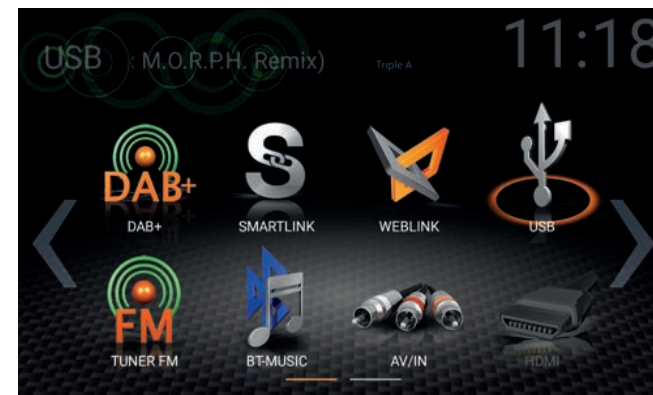 USB
x M.O.R.P.H. Remix)
Triple A
11:18
DAB+
S
DAB+
SMARTLINK
WEBLINK
USB
FM
TUNER FM
BT-MUSIC
AV/IN
HDMI